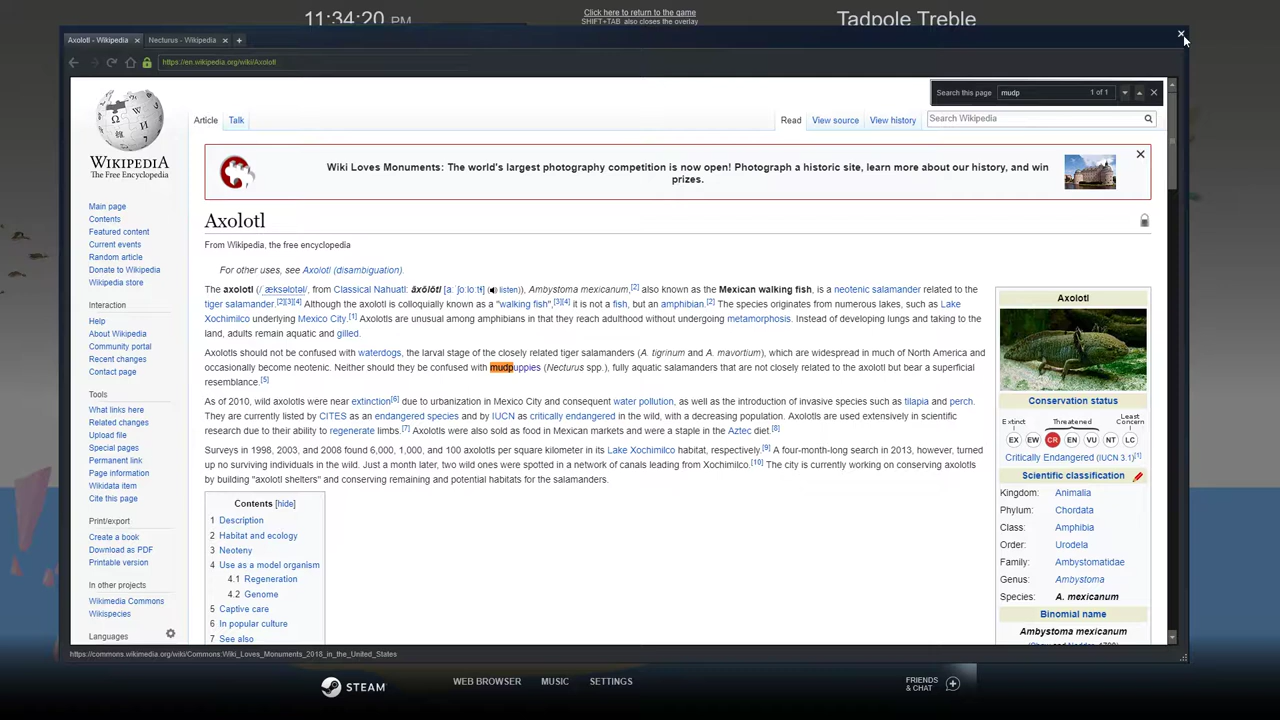 11:34:20 PM
Click here to return to the game
SHIFT+TAB also closes the overlay
Tadpole Treble
Axolotl - Wikipedia
Necturus - Wikipedia
https://en.wikipedia.org/wiki/Axolotl
Search this page mudp 1 of 1
WIKIPEDIA
The Free Encyclopedia
Article Talk Read View source View history Search Wikipedia
Wiki Loves Monuments: The world's largest photography competition is now open! Photograph a historic site, learn more about our history, and win
prizes.
Main page
Contents
Featured content
Current events
Random article
Donate to Wikipedia
Wikipedia store
Interaction
Help
About Wikipedia
Community portal
Recent changes
Contact page
Tools
What links here
Related changes
Upload file
Special pages
Permanent link
Page information
Wikidata item
Cite this page
Print/export
Create a book
Download as PDF
Printable version
In other projects
Wikimedia Commons
Wikispecies
Languages
Axolotl
From Wikipedia, the free encyclopedia
For other uses, see Axolotl (disambiguation).
The axolotl (/ˈæksəlɒtəl/, from Classical Nahuatl: āxōlōtl [aːˈʃoːloːtɬ] (listen)), Ambystoma mexicanum,[2] also known as the Mexican walking fish, is a neotenic salamander related to the
tiger salamander.[2][3][4] Although the axolotl is colloquially known as a "walking fish",[3][4] it is not a fish, but an amphibian.[2] The species originates from numerous lakes, such as Lake
Xochimilco underlying Mexico City.[1] Axolotls are unusual among amphibians in that they reach adulthood without undergoing metamorphosis. Instead of developing lungs and taking to the
land, adults remain aquatic and gilled.
Axolotls should not be confused with waterdogs, the larval stage of the closely related tiger salamanders (A. tigrinum and A. mavortium), which are widespread in much of North America and
occasionally become neotenic. Neither should they be confused with mudpuppies (Necturus spp.), fully aquatic salamanders that are not closely related to the axolotl but bear a superficial
resemblance.[5]
As of 2010, wild axolotls were near extinction[6] due to urbanization in Mexico City and consequent water pollution, as well as the introduction of invasive species such as tilapia and perch.
They are currently listed by CITES as an endangered species and by IUCN as critically endangered in the wild, with a decreasing population. Axolotls are used extensively in scientific
research due to their ability to regenerate limbs.[7] Axolotls were also sold as food in Mexican markets and were a staple in the Aztec diet.[8]
Surveys in 1998, 2003, and 2008 found 6,000, 1,000, and 100 axolotls per square kilometer in its Lake Xochimilco habitat, respectively.[9] A four-month-long search in 2013, however, turned
up no surviving individuals in the wild. Just a month later, two wild ones were spotted in a network of canals leading from Xochimilco.[10] The city is currently working on conserving axolotls
by building "axolotl shelters" and conserving remaining and potential habitats for the salamanders.
Contents [hide]
1 Description
2 Habitat and ecology
3 Neoteny
4 Use as a model organism
4.1 Regeneration
4.2 Genome
5 Captive care
6 In popular culture
7 See also
Axolotl
Conservation status
Extinct Threatened Least Concern
EX EW CR EN VU NT LC
Critically Endangered (IUCN 3.1)[1]
Scientific classification
Kingdom: Animalia
Phylum: Chordata
Class: Amphibia
Order: Urodela
Family: Ambystomatidae
Genus: Ambystoma
Species: A. mexicanum
Binomial name
Ambystoma mexicanum
https://commons.wikimedia.org/wiki/Commons:Wiki_Loves_Monuments_2018_in_the_United_States
STEAM WEB BROWSER MUSIC SETTINGS FRIENDS
& CHAT